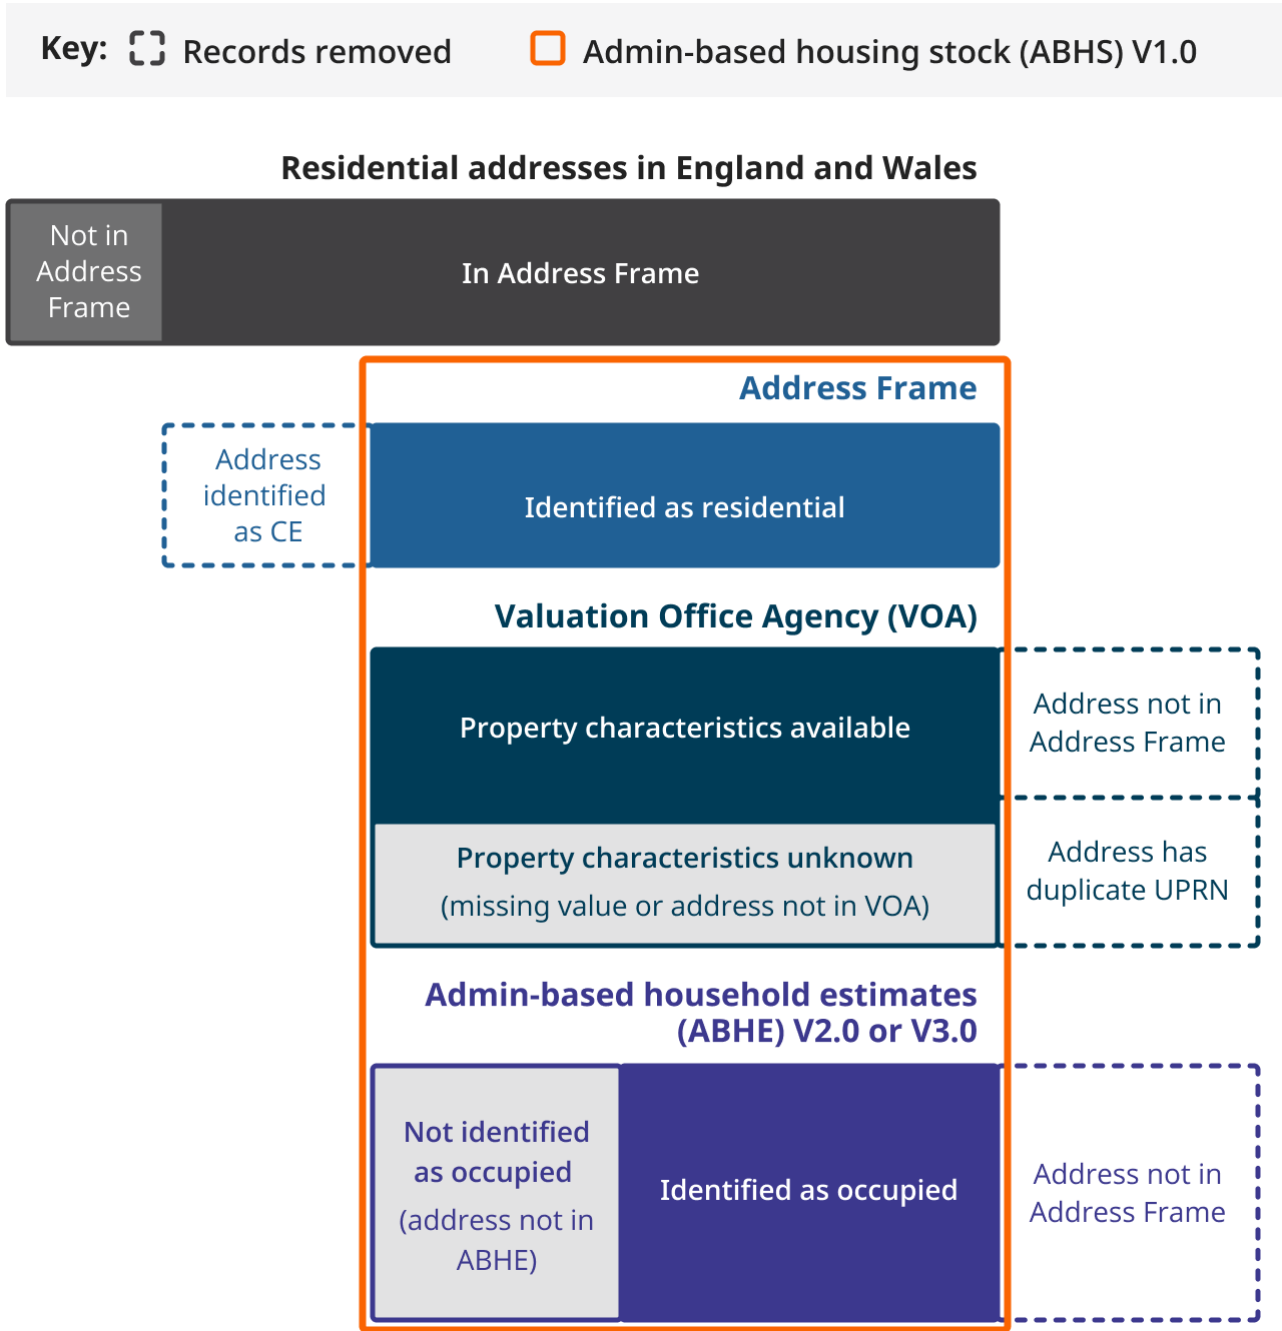 Key: Records removed Admin-based housing stock (ABHS) V1.0
Residential addresses in England and Wales
Not in
Address
Frame
In Address Frame
Address Frame
Address
identified
as CE
Identified as residential
Valuation Office Agency (VOA)
Property characteristics available
Address not in
Address Frame
Property characteristics unknown
(missing value or address not in VOA)
Address has
duplicate UPRN
Admin-based household estimates
(ABHE) V2.0 or V3.0
Not identified
as occupied
(address not in
ABHE)
Identified as occupied
Address not in
Address Frame